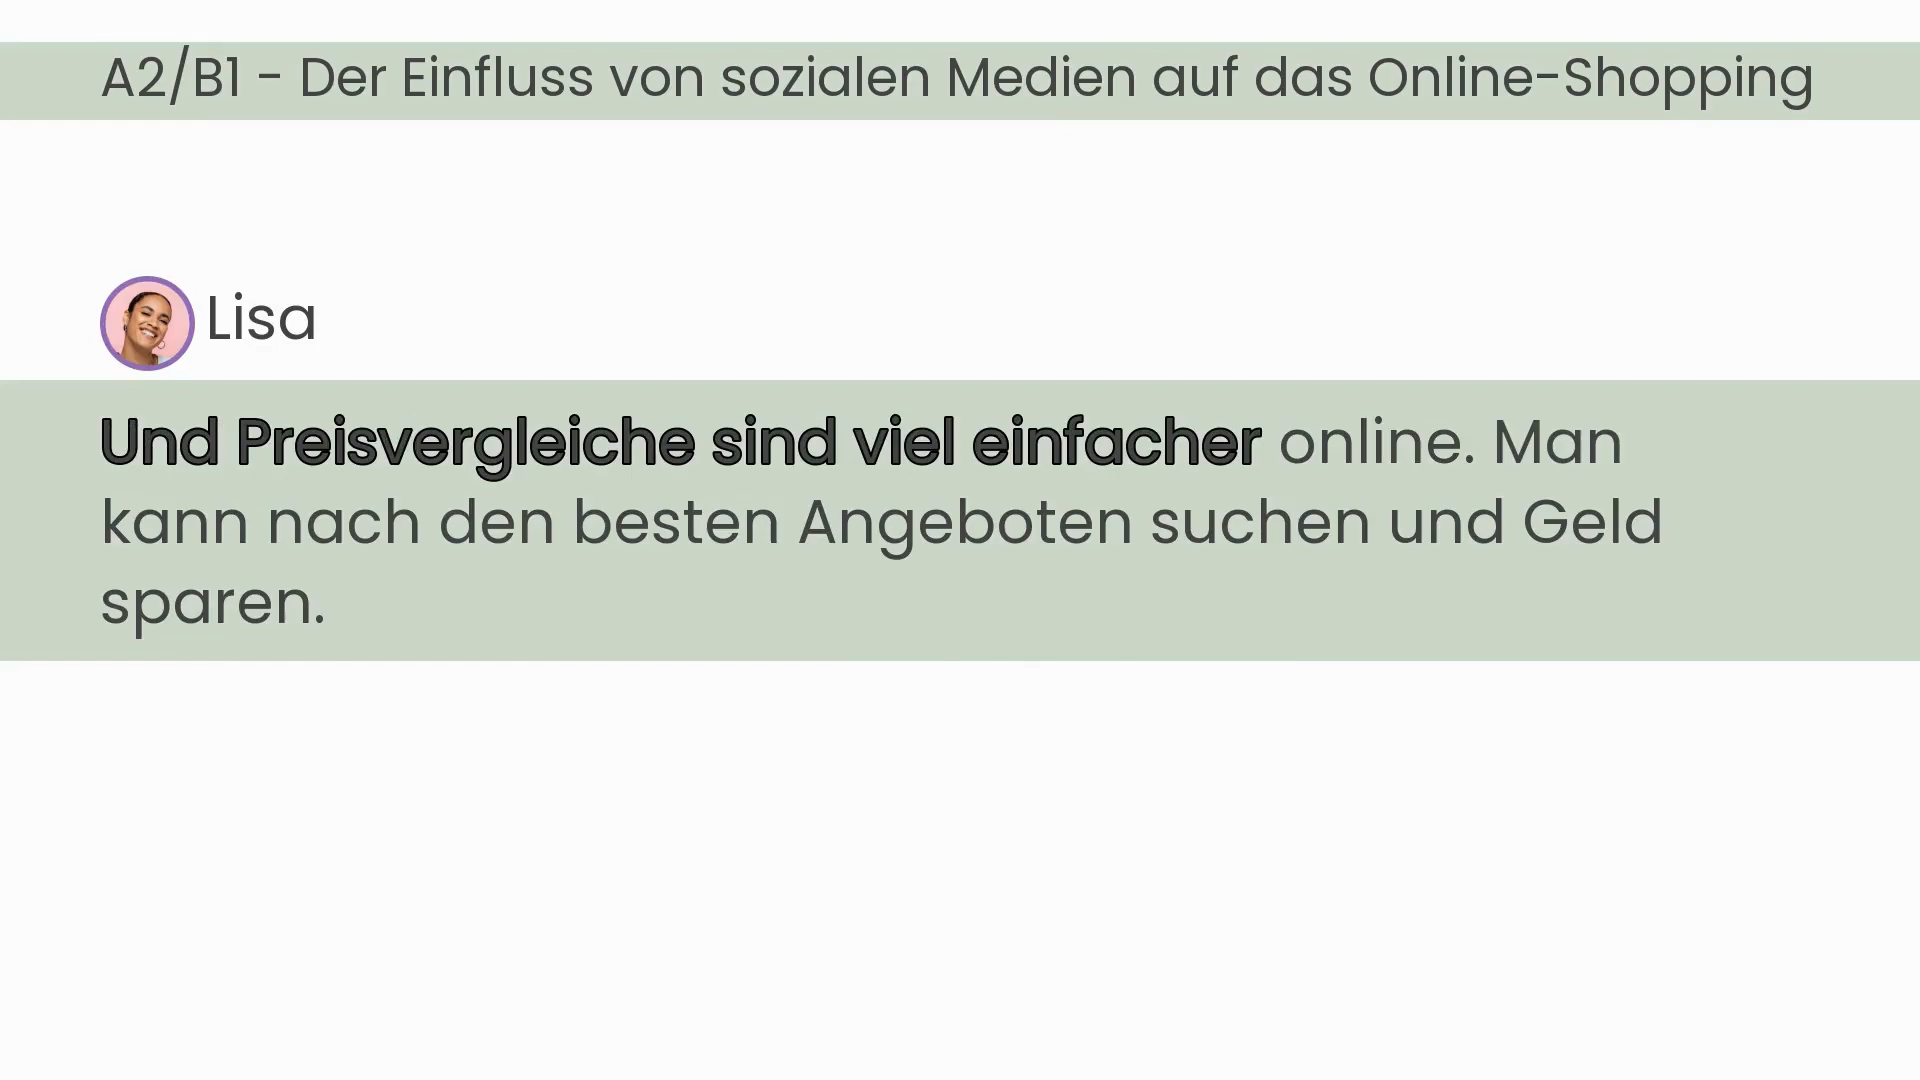 A2/B1 - Der Einfluss von sozialen Medien auf das Online-Shopping
Lisa
Und Preisvergleiche sind viel einfacher online. Man
kann nach den besten Angeboten suchen und Geld
sparen.